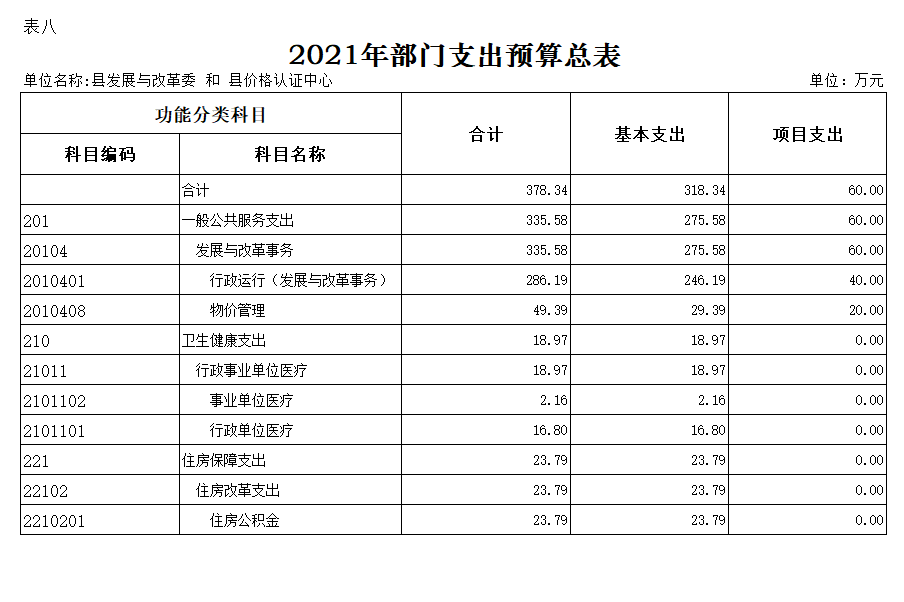 表八
2021年部门支出预算总表
单位名称:县发展与改革委 和 县价格认证中心 单位：万元
功能分类科目 合计 基本支出 项目支出
科目编码 科目名称
合计 378.34 318.34 60.00
201 一般公共服务支出 335.58 275.58 60.00
20104 发展与改革事务 335.58 275.58 60.00
2010401 行政运行（发展与改革事务） 286.19 246.19 40.00
2010408 物价管理 49.39 29.39 20.00
210 卫生健康支出 18.97 18.97 0.00
21011 行政事业单位医疗 18.97 18.97 0.00
2101102 事业单位医疗 2.16 2.16 0.00
2101101 行政单位医疗 16.80 16.80 0.00
221 住房保障支出 23.79 23.79 0.00
22102 住房改革支出 23.79 23.79 0.00
2210201 住房公积金 23.79 23.79 0.00